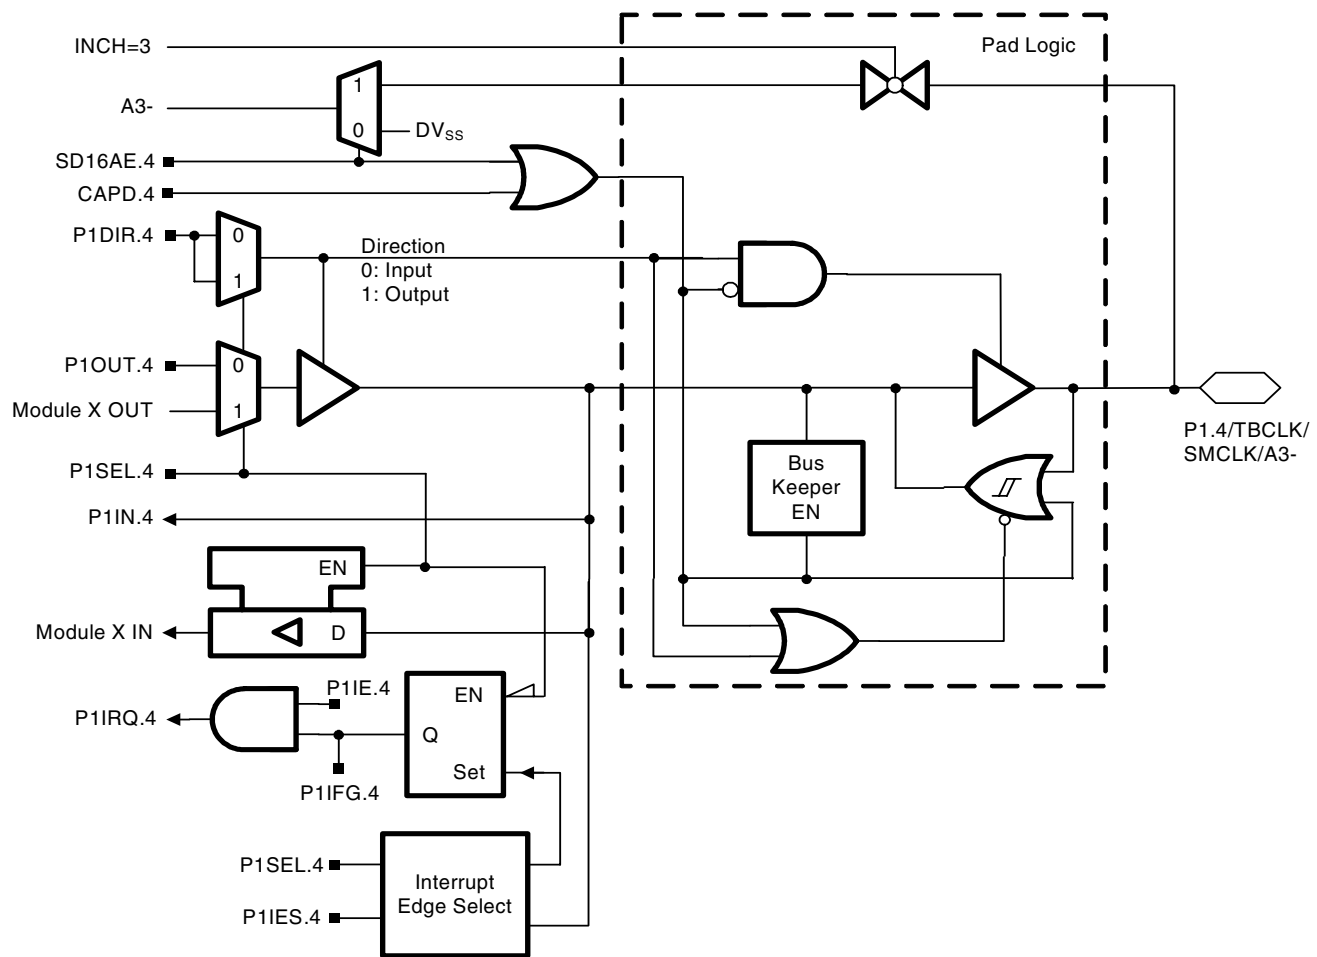 INCH=3
Pad Logic
A3-
1
0
DVSS
SD16AE.4
CAPD.4
P1DIR.4
0
1
Direction
0: Input
1: Output
P1OUT.4
0
Module X OUT
1
P1SEL.4
P1IN.4
Bus
Keeper
EN
P1.4/TBCLK/
SMCLK/A3-
EN
Module X IN
D
P1IE.4
P1IRQ.4
P1IFG.4
EN
Q
Set
P1SEL.4
P1IES.4
Interrupt
Edge Select